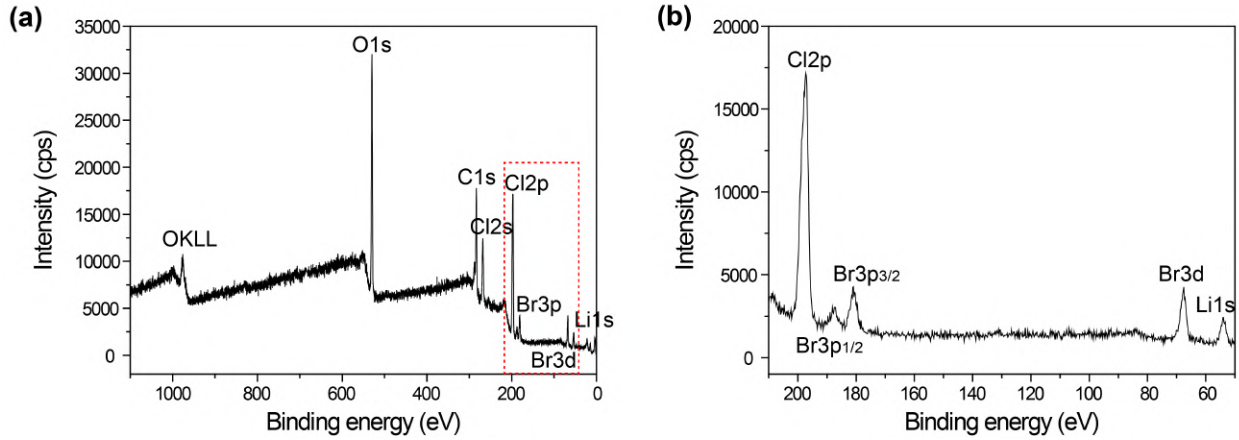 (a)
35000
30000
25000
20000
15000
10000
5000
0
Intensity (cps)
O1s
C1s
Cl2p
Cl2s
OKLL
Br3p
Li1s
Br3d
1000 800 600 400 200 0
Binding energy (eV)
(b)
20000
15000
10000
5000
0
Intensity (cps)
Cl2p
Br3p3/2
Br3d
Li1s
Br3p1/2
200 180 160 140 120 100 80 60
Binding energy (eV)